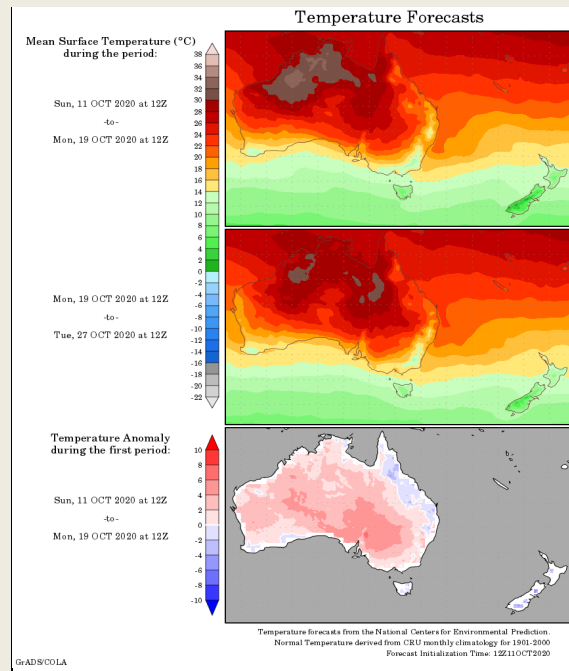 Temperature Forecasts
Mean Surface Temperature (°C)
during the period:
Sun, 11 OCT 2020 at 12Z
-to-
Mon, 19 OCT 2020 at 12Z
38
36
34
32
30
28
26
24
22
20
18
16
14
12
10
8
6
4
2
0
-2
-4
-6
-8
-10
-12
-14
-16
-18
-20
-22
Mon, 19 OCT 2020 at 12Z
-to-
Tue, 27 OCT 2020 at 12Z
Temperature Anomaly
during the first period:
Sun, 11 OCT 2020 at 12Z
-to-
Mon, 19 OCT 2020 at 12Z
10
8
6
4
2
0
-2
-4
-6
-8
-10
Temperature forecasts from the National Centers for Environmental Prediction.
Normal Temperature derived from CRU monthly climatology for 1901-2000
Forecast Initialization Time: 12Z11OCT2020
GrADS/COLA